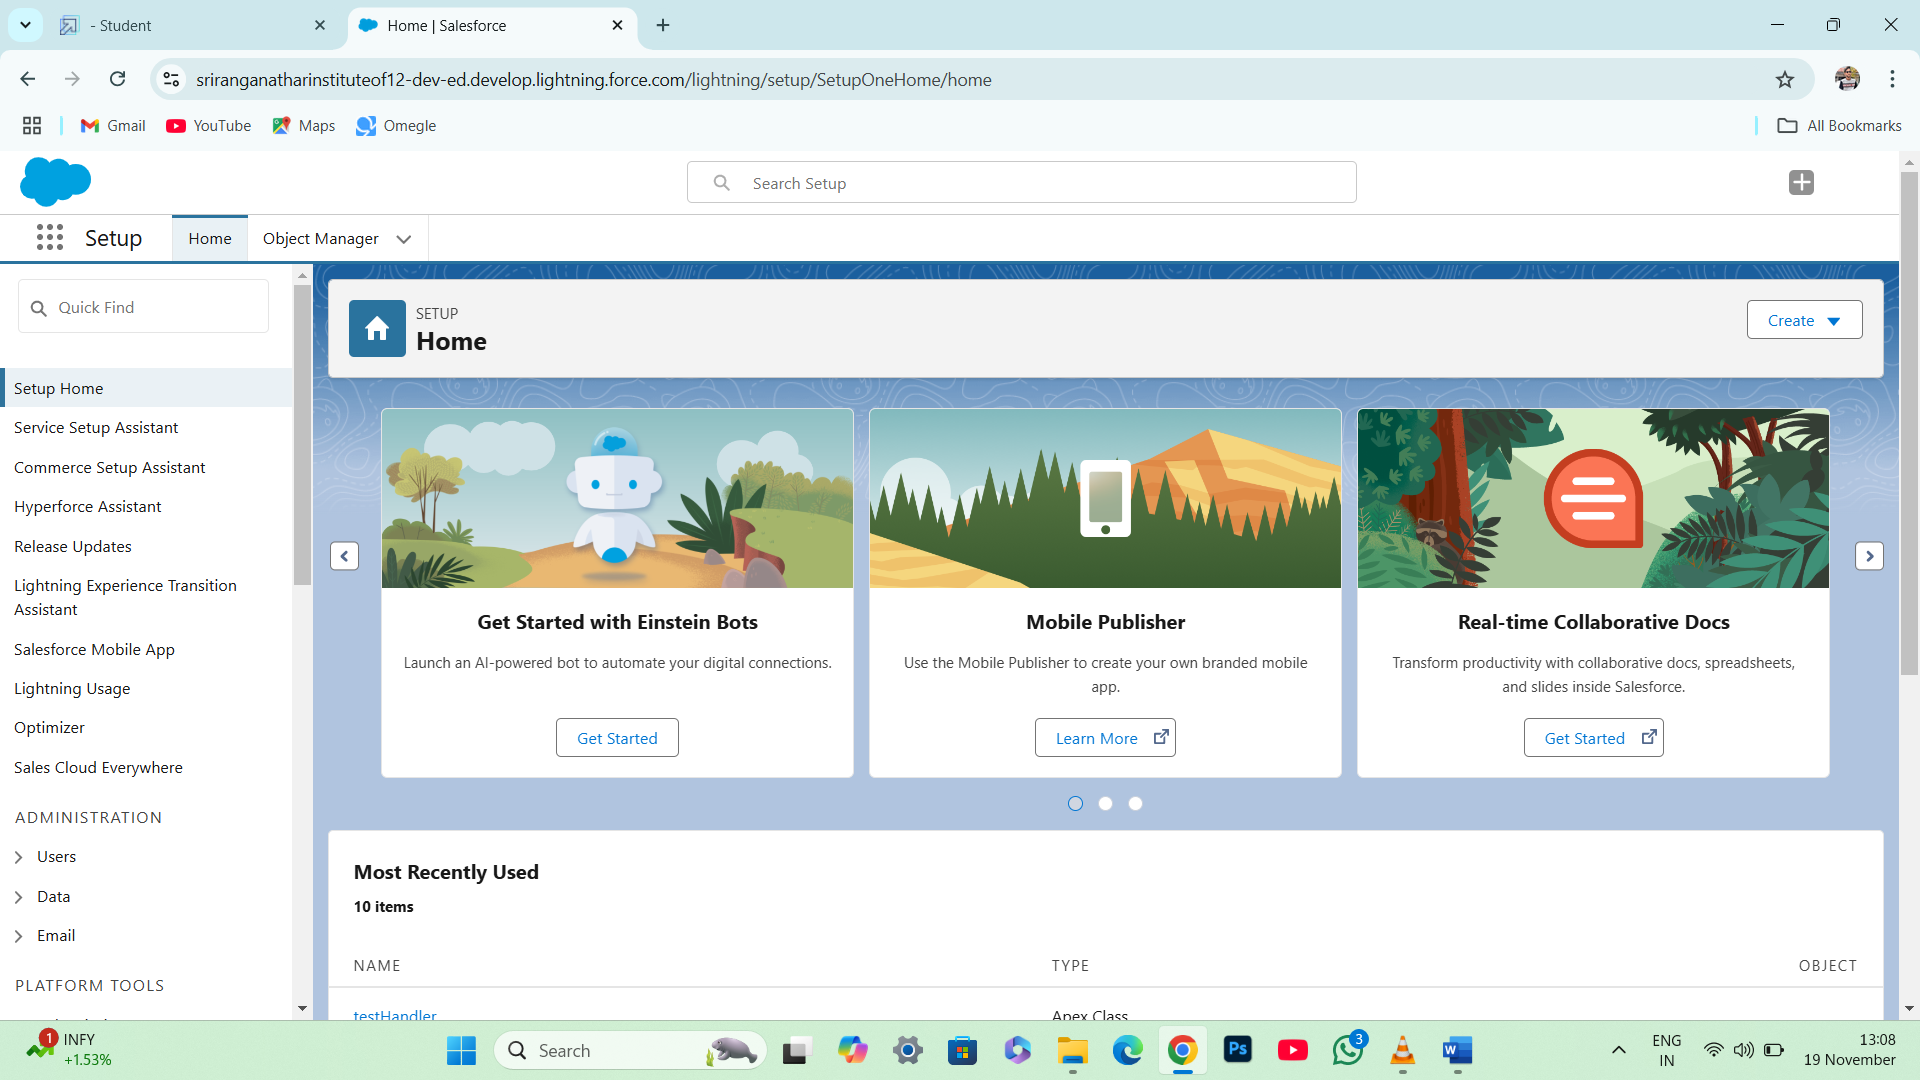 - Student
Home | Salesforce
sriranganatharinstituteof12-dev-ed.develop.lightning.force.com/lightning/setup/SetupOneHome/home
Gmail
YouTube
Maps
Omegle
All Bookmarks
Search Setup
Setup
Home
Object Manager
Quick Find
Setup Home
Service Setup Assistant
Commerce Setup Assistant
Hyperforce Assistant
Release Updates
Lightning Experience Transition
Assistant
Salesforce Mobile App
Lightning Usage
Optimizer
Sales Cloud Everywhere
ADMINISTRATION
Users
Data
Email
PLATFORM TOOLS
SETUP
Home
Create
Get Started with Einstein Bots
Launch an AI-powered bot to automate your digital connections.
Get Started
Mobile Publisher
Use the Mobile Publisher to create your own branded mobile
app.
Learn More
Real-time Collaborative Docs
Transform productivity with collaborative docs, spreadsheets,
and slides inside Salesforce.
Get Started
Most Recently Used
10 items
NAME TYPE OBJECT
testHandler Apex Class
1
INFY
+1.53%
Search
Ps
3
W
ENG
IN
13:08
19 November